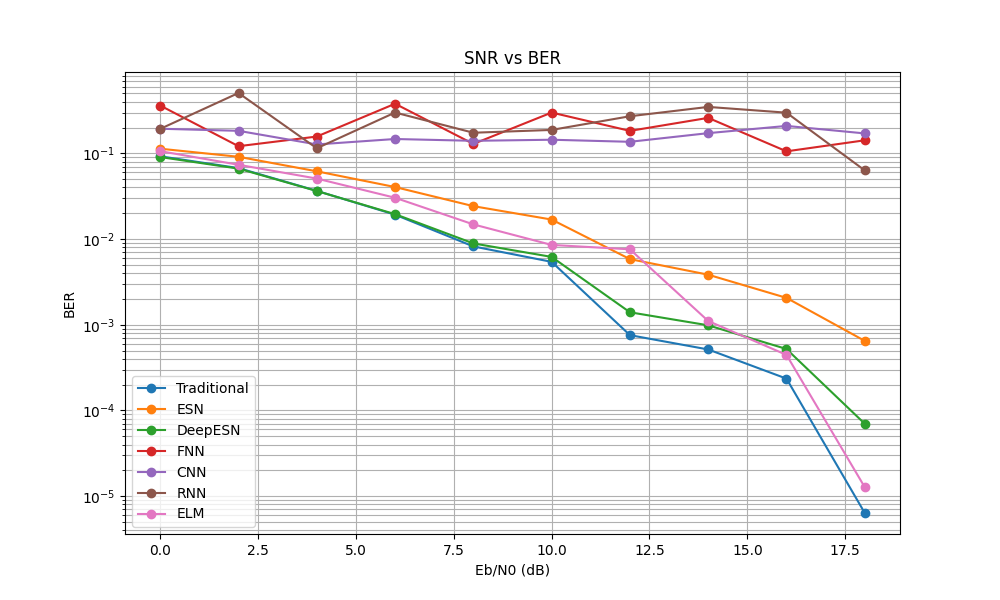 SNR vs BER
BER
10⁻¹
10⁻²
10⁻³
10⁻⁴
10⁻⁵
Traditional
ESN
DeepESN
FNN
CNN
RNN
ELM
0.0 2.5 5.0 7.5 10.0 12.5 15.0 17.5
Eb/N0 (dB)